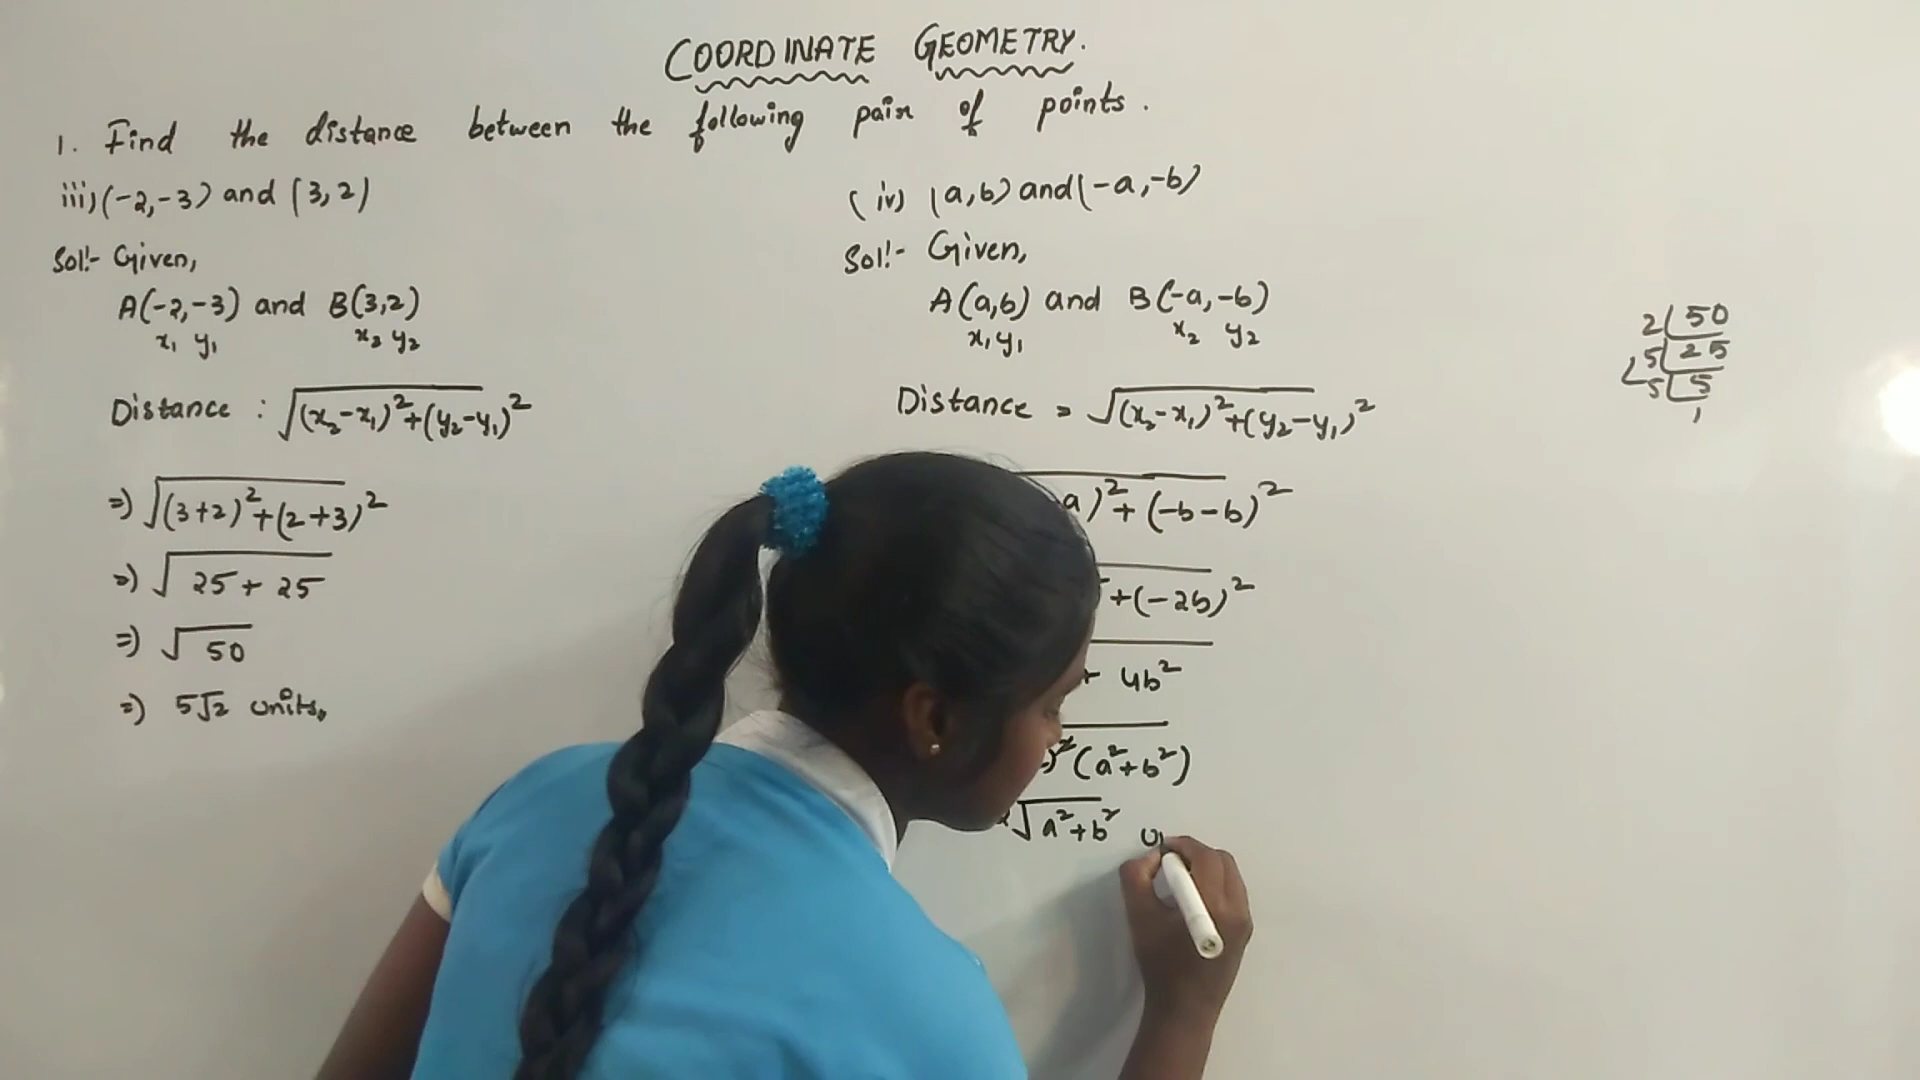 COORDINATE GEOMETRY.
1. Find the distance between the following pair of points.
iii) (-2,-3) and (3,2)
Sol:- Given,
A(-2,-3) and B(3,2)
x₁ y₁ x₂ y₂
Distance : √(x₂-x₁)²+(y₂-y₁)²
=) √(3+2)²+(2+3)²
=) √25+25
=) √50
=) 5√2 units.
(iv) (a,b) and (-a,-b)
Sol:- Given,
A(a,b) and B(-a,-b)
x₁ y₁ x₂ y₂
Distance = √(x₂-x₁)²+(y₂-y₁)²
a)²+(-b-b)²
+(-2b)²
+ 4b²
)²(a²+b²)
√a²+b²
2 50
5 25
5 5
1